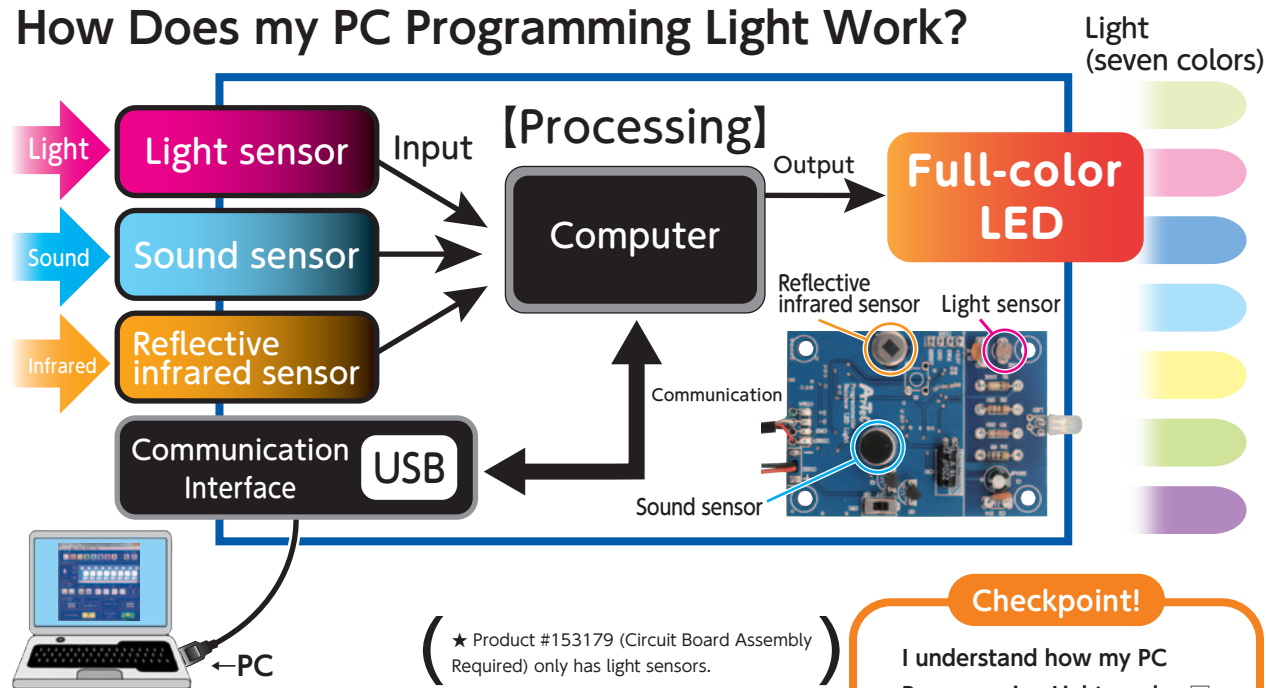 How Does my PC Programming Light Work?
Light
(seven colors)
Light
Light sensor
Input
【Processing】
Output
Full-color
LED
Computer
Sound
Sound sensor
Infrared
Reflective
infrared sensor
Reflective
infrared sensor
Light sensor
Communication
Communication
Interface
USB
Sound sensor
←PC
★ Product #153179 (Circuit Board Assembly
Required) only has light sensors.
Checkpoint!
I understand how my PC